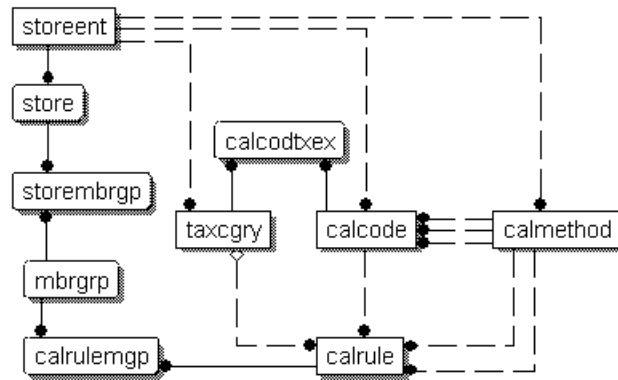 storeent
store
calcodtxex
storembrgp
taxcgry
calcode
calmethod
mbrgrp
calrulemgp
calrule